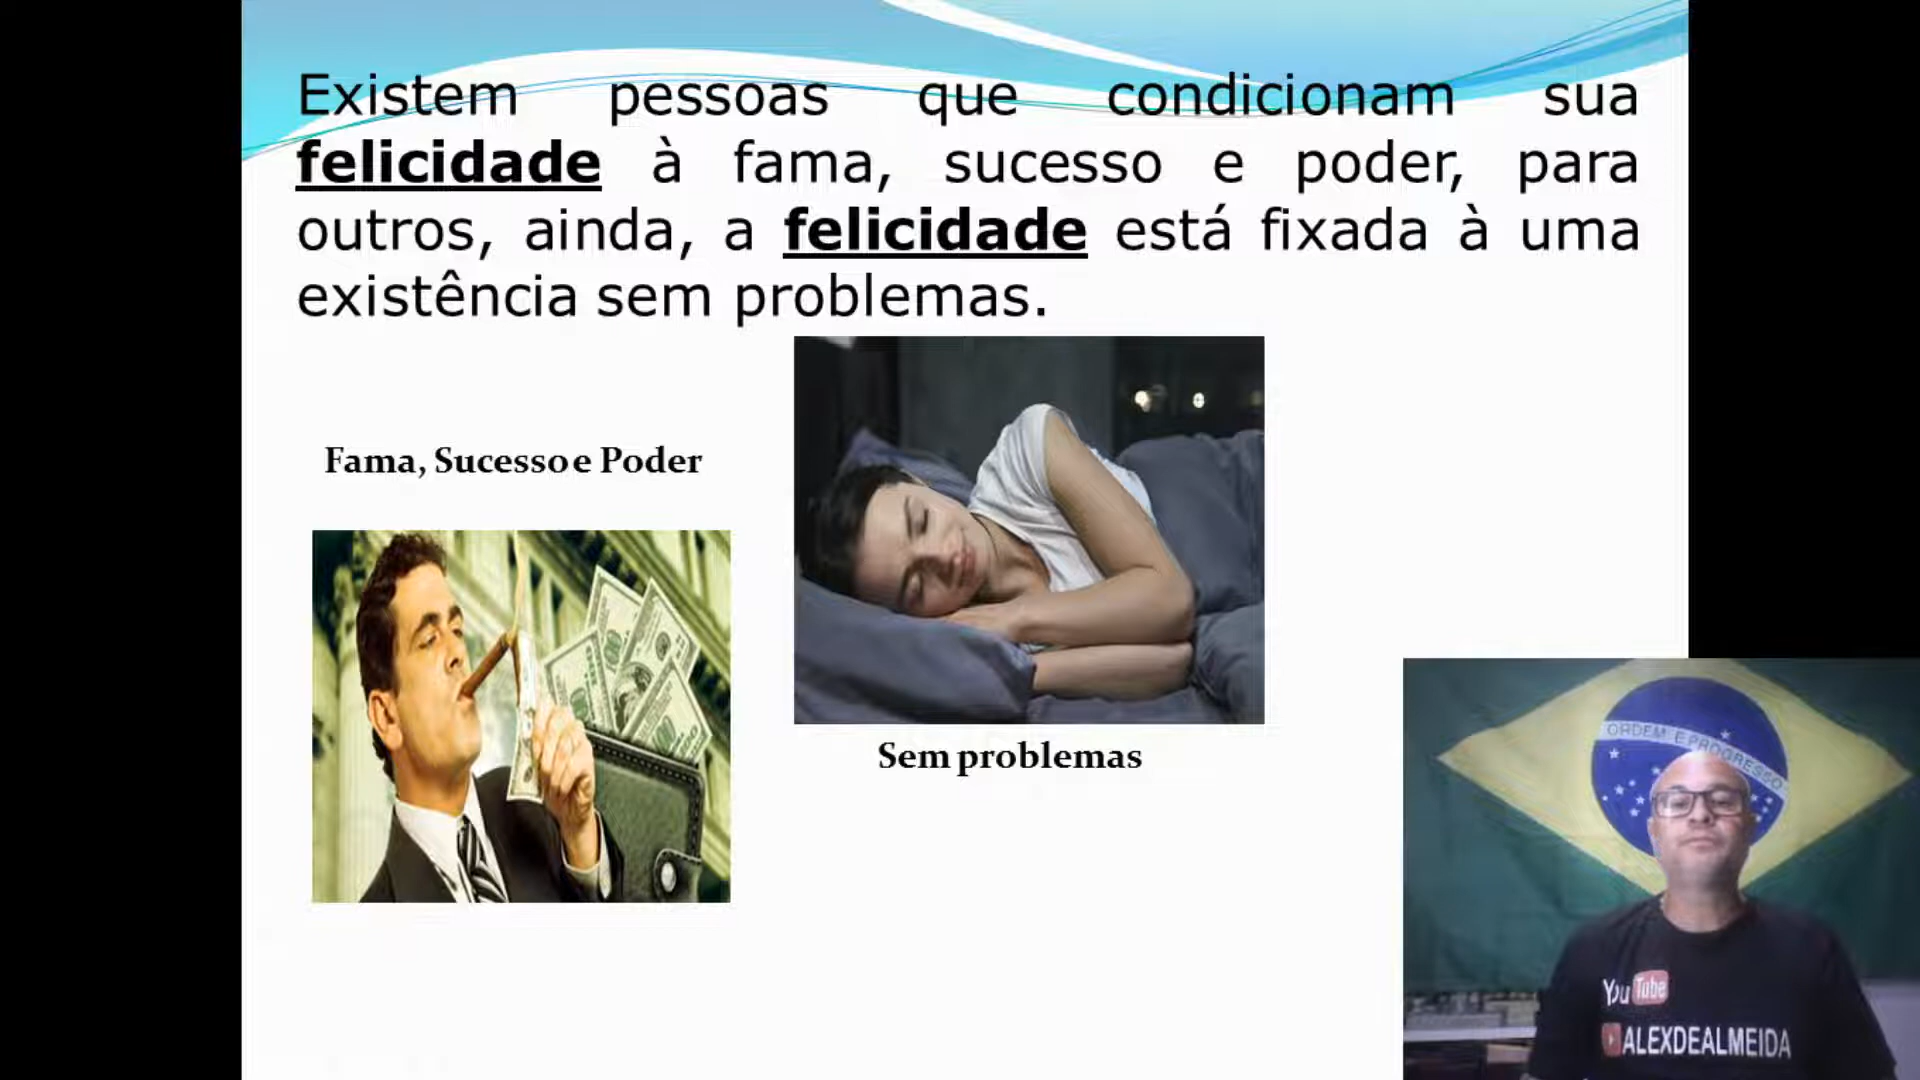 Existem pessoas que condicionam sua
felicidade à fama, sucesso e poder, para
outros, ainda, a felicidade está fixada à uma
existência sem problemas.
Fama, Sucesso e Poder
Sem problemas
ORDEM E PROGRESSO
YouTube
ALEXDEALMEIDA